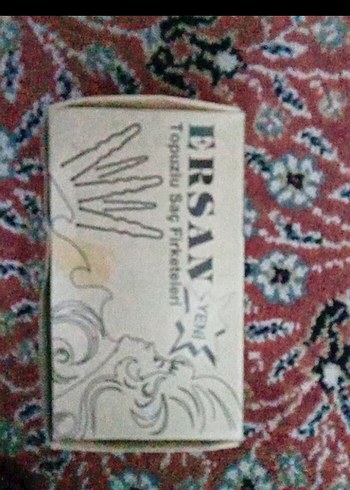 ERSAN
YENİ
Topuzlu Saç Firketeleri